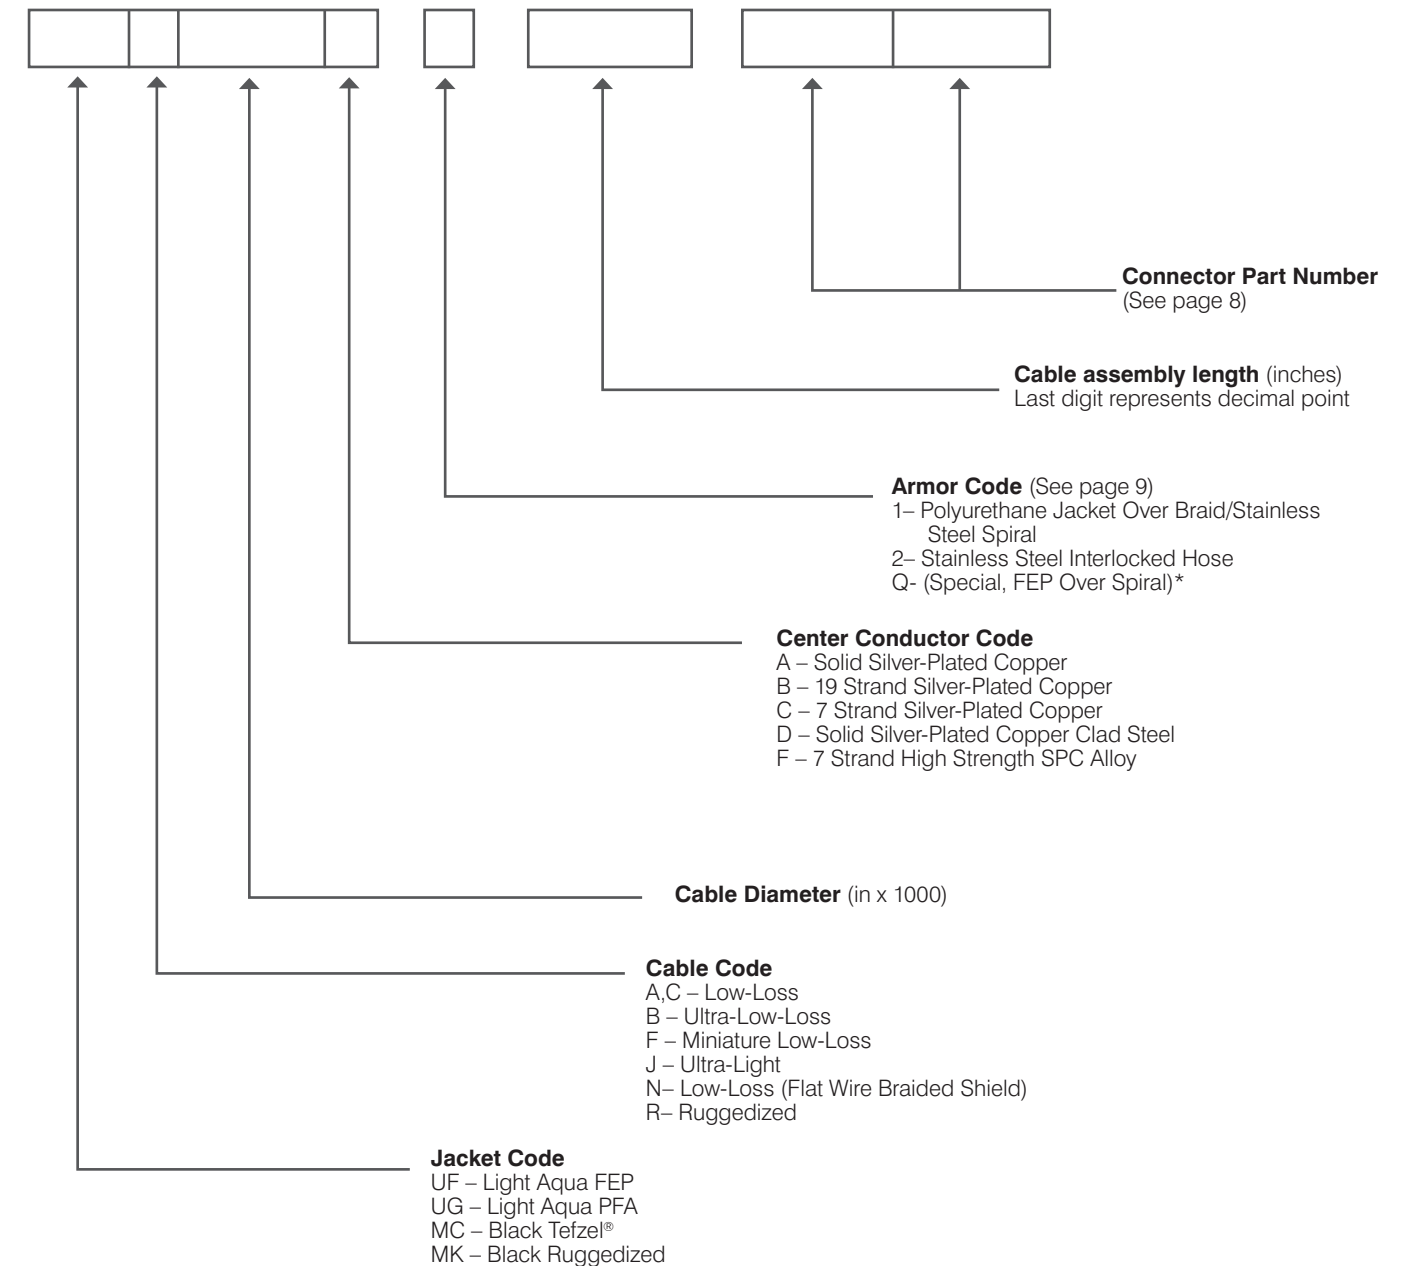 Connector Part Number
(See page 8)
Cable assembly length (inches)
Last digit represents decimal point
Armor Code (See page 9)
1– Polyurethane Jacket Over Braid/Stainless
Steel Spiral
2– Stainless Steel Interlocked Hose
Q- (Special, FEP Over Spiral)*
Center Conductor Code
A – Solid Silver-Plated Copper
B – 19 Strand Silver-Plated Copper
C – 7 Strand Silver-Plated Copper
D – Solid Silver-Plated Copper Clad Steel
F – 7 Strand High Strength SPC Alloy
Cable Diameter (in x 1000)
Cable Code
A,C – Low-Loss
B – Ultra-Low-Loss
F – Miniature Low-Loss
J – Ultra-Light
N– Low-Loss (Flat Wire Braided Shield)
R– Ruggedized
Jacket Code
UF – Light Aqua FEP
UG – Light Aqua PFA
MC – Black Tefzel®
MK – Black Ruggedized